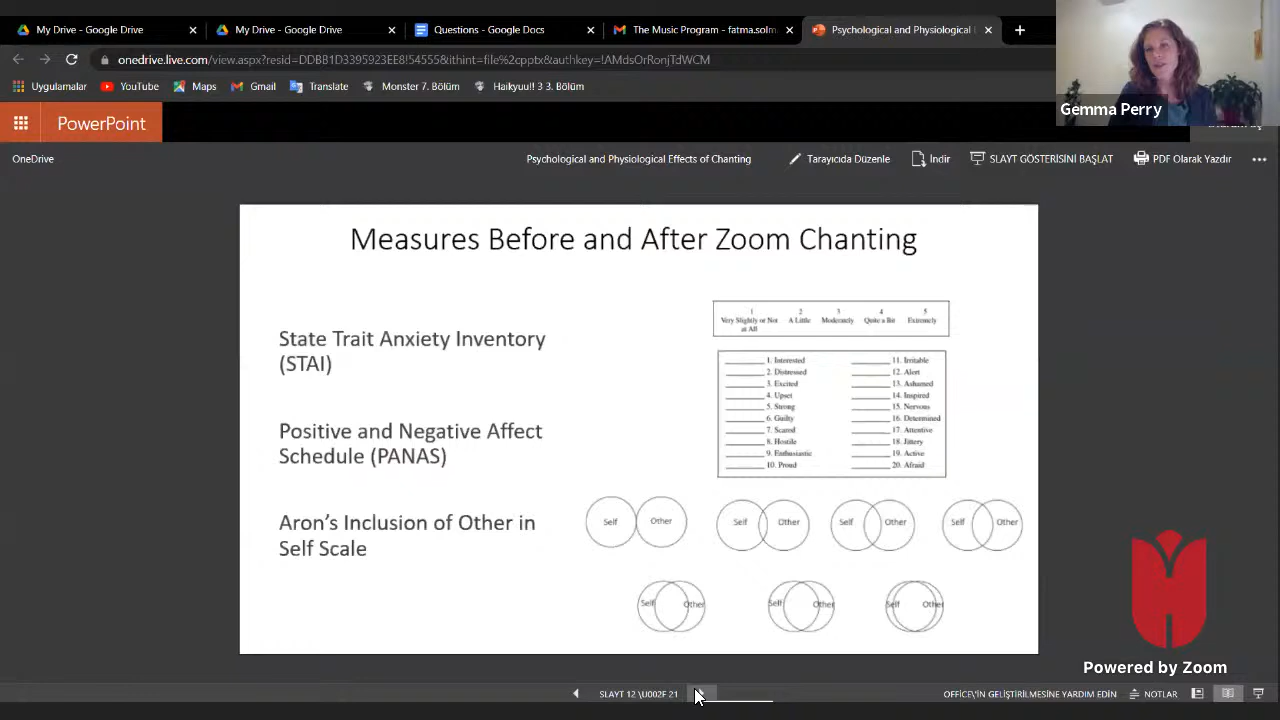 My Drive - Google Drive
My Drive - Google Drive
Questions - Google Docs
The Music Program - fatma.solm
Psychological and Physiological E
onedrive.live.com/view.aspx?resid=DDBB1D3395923EE8!54555&ithint=file%2cpptx&authkey=!AMdsOrRonjTdWCM
Uygulamalar
YouTube
Maps
Gmail
Translate
Monster 7. Bölüm
Haikyuu!! 3 3. Bölüm
Gemma Perry
PowerPoint
OneDrive
Psychological and Physiological Effects of Chanting
Tarayıcıda Düzenle
İndir
SLAYT GÖSTERİSİNİ BAŞLAT
PDF Olarak Yazdır
Measures Before and After Zoom Chanting
State Trait Anxiety Inventory
(STAI)
Positive and Negative Affect
Schedule (PANAS)
Aron's Inclusion of Other in
Self Scale
1 2 3 4 5
Very Slightly or Not A Little Moderately Quite a Bit Extremely
at All
1. Interested
2. Distressed
3. Excited
4. Upset
5. Strong
6. Guilty
7. Scared
8. Hostile
9. Enthusiastic
10. Proud
11. Irritable
12. Alert
13. Ashamed
14. Inspired
15. Nervous
16. Determined
17. Attentive
18. Jittery
19. Active
20. Afraid
Self Other
Self Other
Self Other
Self Other
Self Other
Self Other
Self Other
Powered by Zoom
SLAYT 12 \U002F 21
OFFICE\'İN GELİŞTİRİLMESİNE YARDIM EDİN
NOTLAR